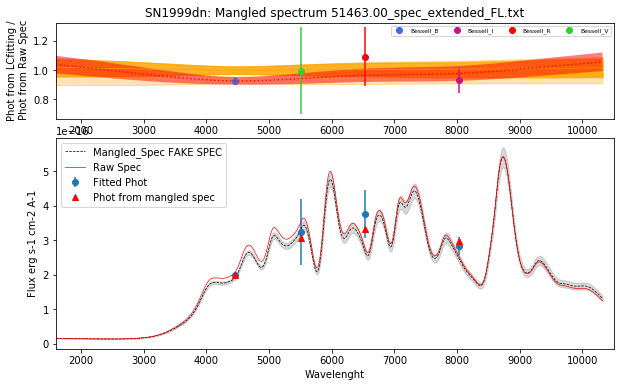 SN1999dn: Mangled spectrum 51463.00_spec_extended_FL.txt
Phot from LCfitting /
Phot from Raw Spec
1.2
1.0
0.8
Bessell_B
Bessell_I
Bessell_R
Bessell_V
2000 3000 4000 5000 6000 7000 8000 9000 10000
1e−16
Flux erg s-1 cm-2 A-1
5
4
3
2
1
0
Mangled_Spec FAKE SPEC
Raw Spec
Fitted Phot
Phot from mangled spec
2000 3000 4000 5000 6000 7000 8000 9000 10000
Wavelenght